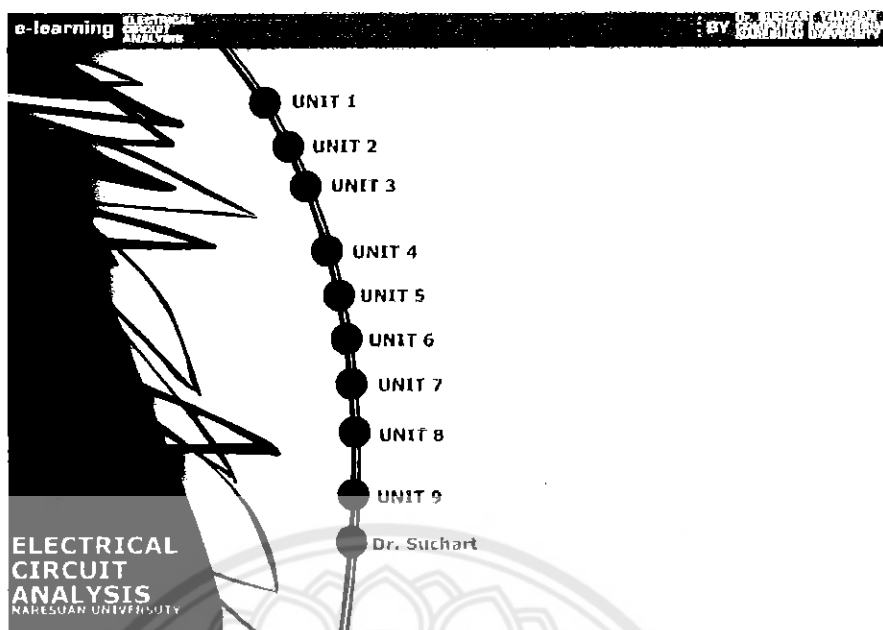 e-learning
ELECTRICAL
CIRCUIT
ANALYSIS
BY
UNIT 1
UNIT 2
UNIT 3
UNIT 4
UNIT 5
UNIT 6
UNIT 7
UNIT 8
UNIT 9
Dr. Suchart
ELECTRICAL
CIRCUIT
ANALYSIS
NARESUAN UNIVERSUTY